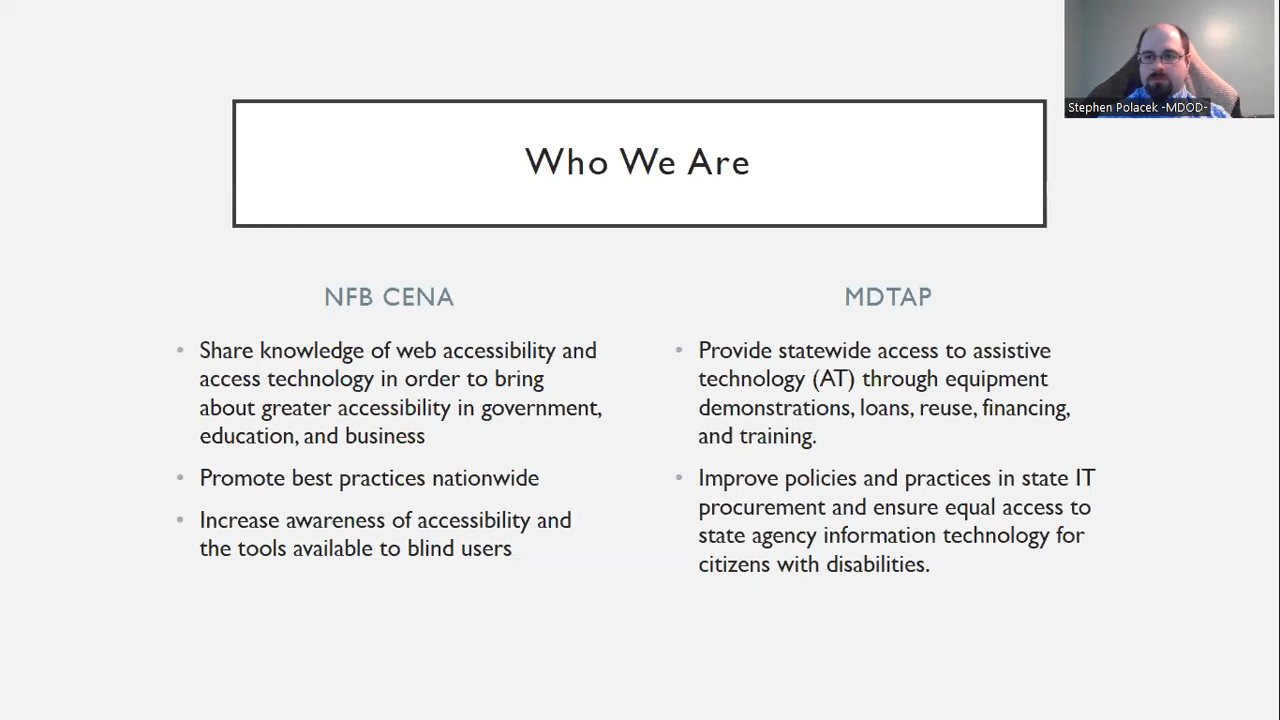 Stephen Polacek -MDOD-
Who We Are
NFB CENA
• Share knowledge of web accessibility and
access technology in order to bring
about greater accessibility in government,
education, and business
• Promote best practices nationwide
• Increase awareness of accessibility and
the tools available to blind users
MDTAP
• Provide statewide access to assistive
technology (AT) through equipment
demonstrations, loans, reuse, financing,
and training.
• Improve policies and practices in state IT
procurement and ensure equal access to
state agency information technology for
citizens with disabilities.